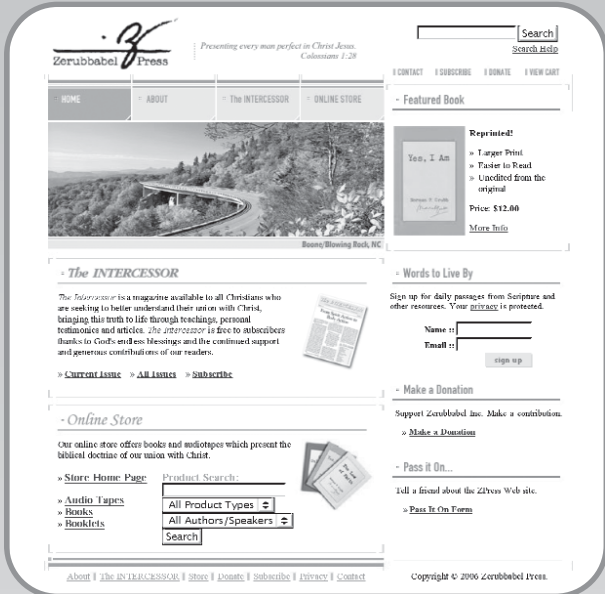 Zerubbabel Press
Presenting every man perfect in Christ Jesus.
Colossians 1:28
Search
Search Help
CONTACT SUBSCRIBE DONATE VIEW CART
HOME
ABOUT
The INTERCESSOR
ONLINE STORE
Boone/Blowing Rock, NC
- Featured Book
Yes, I Am
Reprinted!
» Larger Print
» Easier to Read
» Unedited from the
original
Price: $12.00
More Info
The INTERCESSOR
The Intercessor is a magazine available to all Christians who
are seeking to better understand their union with Christ,
bringing this truth to life through teachings, personal
testimonies and articles. The Intercessor is free to subscribers
thanks to God's endless blessings and the continued support
and generous contributions of our readers.
» Current Issue » All Issues » Subscribe
- Words to Live By
Sign up for daily passages from Scripture and
other resources. Your privacy is protected.
Name ::
Email ::
sign up
- Make a Donation
Support Zerubbabel Inc. Make a contribution.
» Make a Donation
- Pass it On...
Tell a friend about the ZPress Web site.
» Pass It On Form
- Online Store
Our online store offers books and audiotapes which present the
biblical doctrine of our union with Christ.
» Store Home Page
» Audio Tapes
» Books
» Booklets
Product Search:
All Product Types
All Authors/Speakers
Search
About || The INTERCESSOR || Store || Donate || Subscribe || Privacy || Contact
Copyright © 2006 Zerubbabel Press.